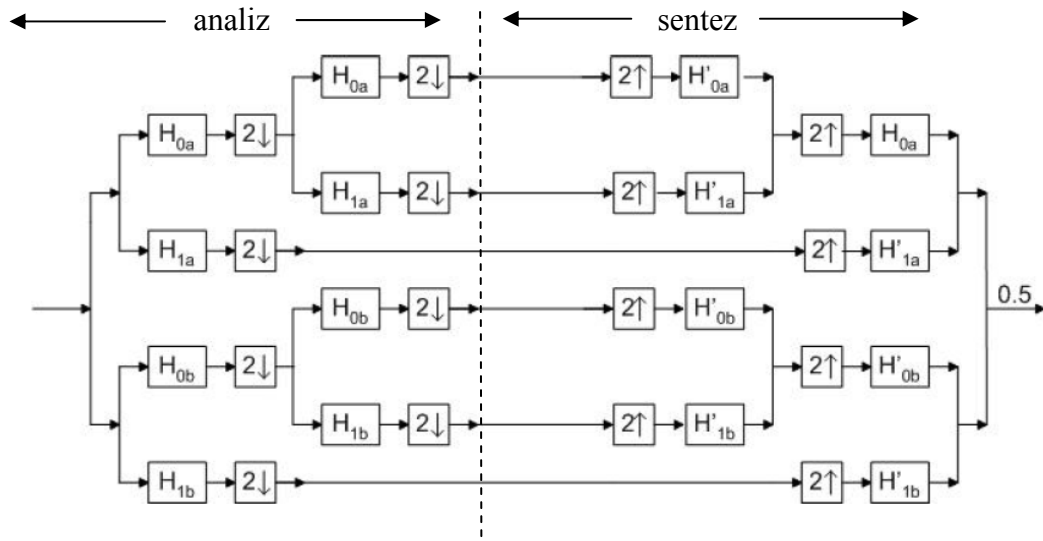 analiz sentez
H0a 2↓ 2↑ H'0a
H0a 2↓ 2↑ H0a
H1a 2↓ 2↑ H'1a
H1a 2↓ 2↑ H'1a
H0b 2↓ 2↑ H'0b 0.5
H0b 2↓ 2↑ H'0b
H1b 2↓ 2↑ H'1b
H1b 2↓ 2↑ H'1b